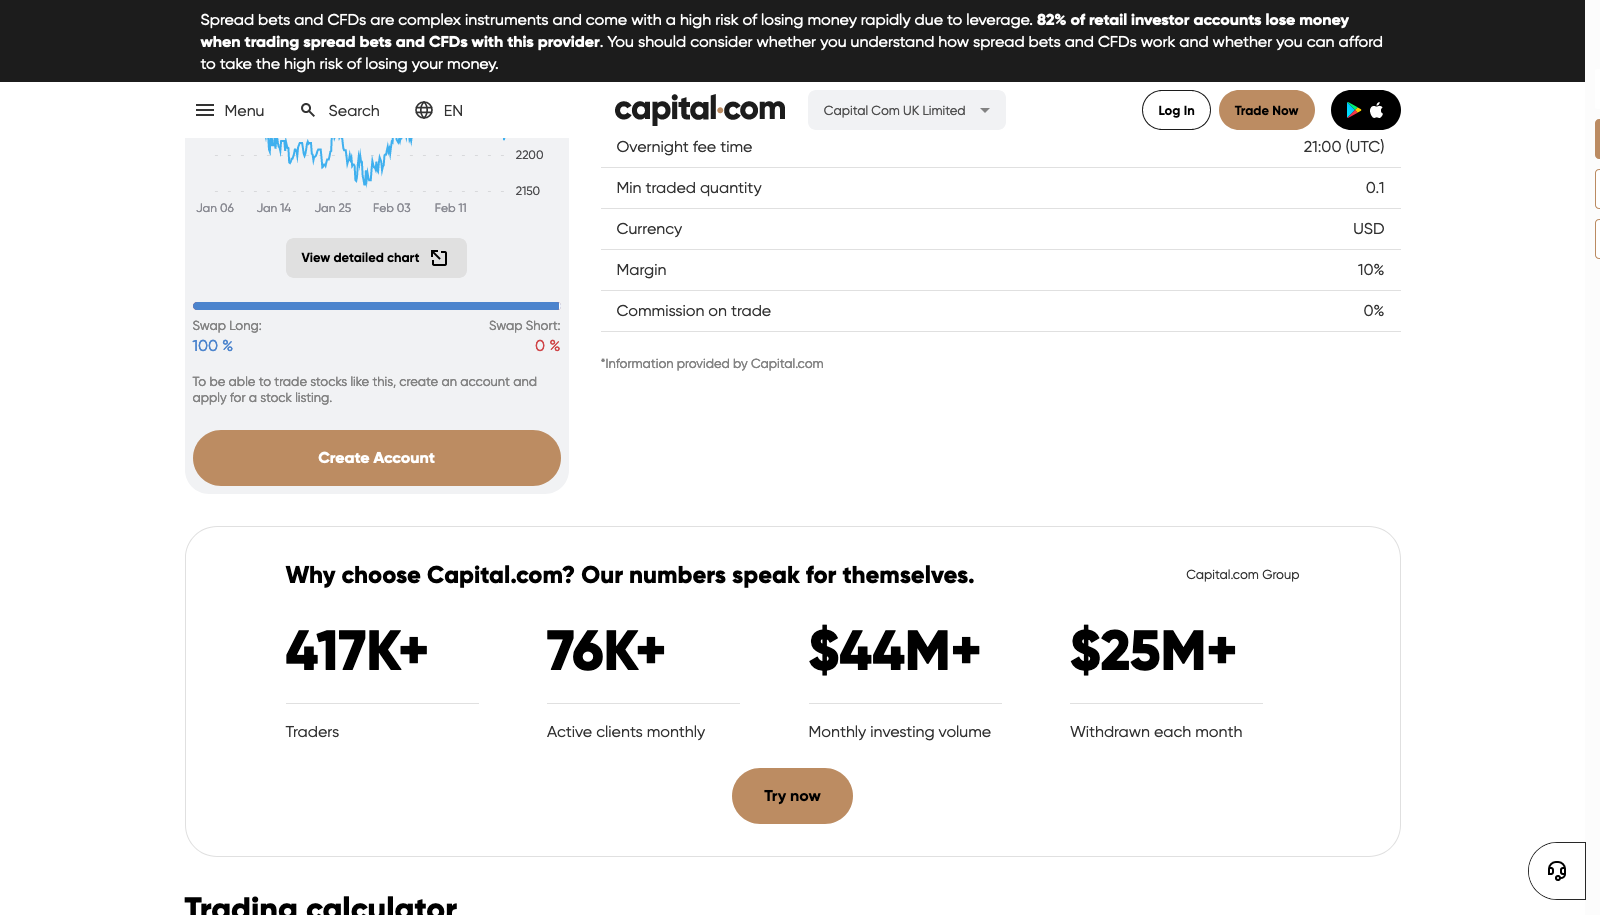 Spread bets and CFDs are complex instruments and come with a high risk of losing money rapidly due to leverage. 82% of retail investor accounts lose money
when trading spread bets and CFDs with this provider. You should consider whether you understand how spread bets and CFDs work and whether you can afford
to take the high risk of losing your money.
Menu
Search
EN
capital.com
Capital Com UK Limited
Log In
Trade Now
2200
2150
Jan 06
Jan 14
Jan 25
Feb 03
Feb 11
View detailed chart
Swap Long:
Swap Short:
100 %
0 %
To be able to trade stocks like this, create an account and
apply for a stock listing.
Create Account
Overnight fee time
21:00 (UTC)
Min traded quantity
0.1
Currency
USD
Margin
10%
Commission on trade
0%
*Information provided by Capital.com
Why choose Capital.com? Our numbers speak for themselves.
Capital.com Group
417K+
Traders
76K+
Active clients monthly
$44M+
Monthly investing volume
$25M+
Withdrawn each month
Try now
Trading calculator